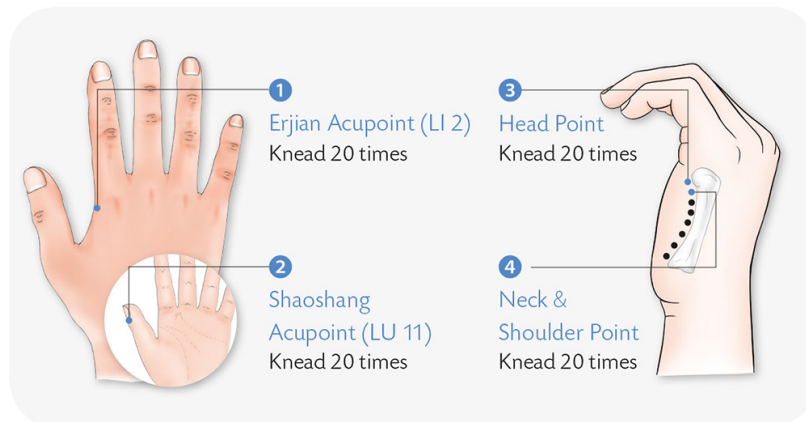 1
Erjian Acupoint (LI 2)
Knead 20 times
2
Shaoshang
Acupoint (LU 11)
Knead 20 times
3
Head Point
Knead 20 times
4
Neck &
Shoulder Point
Knead 20 times